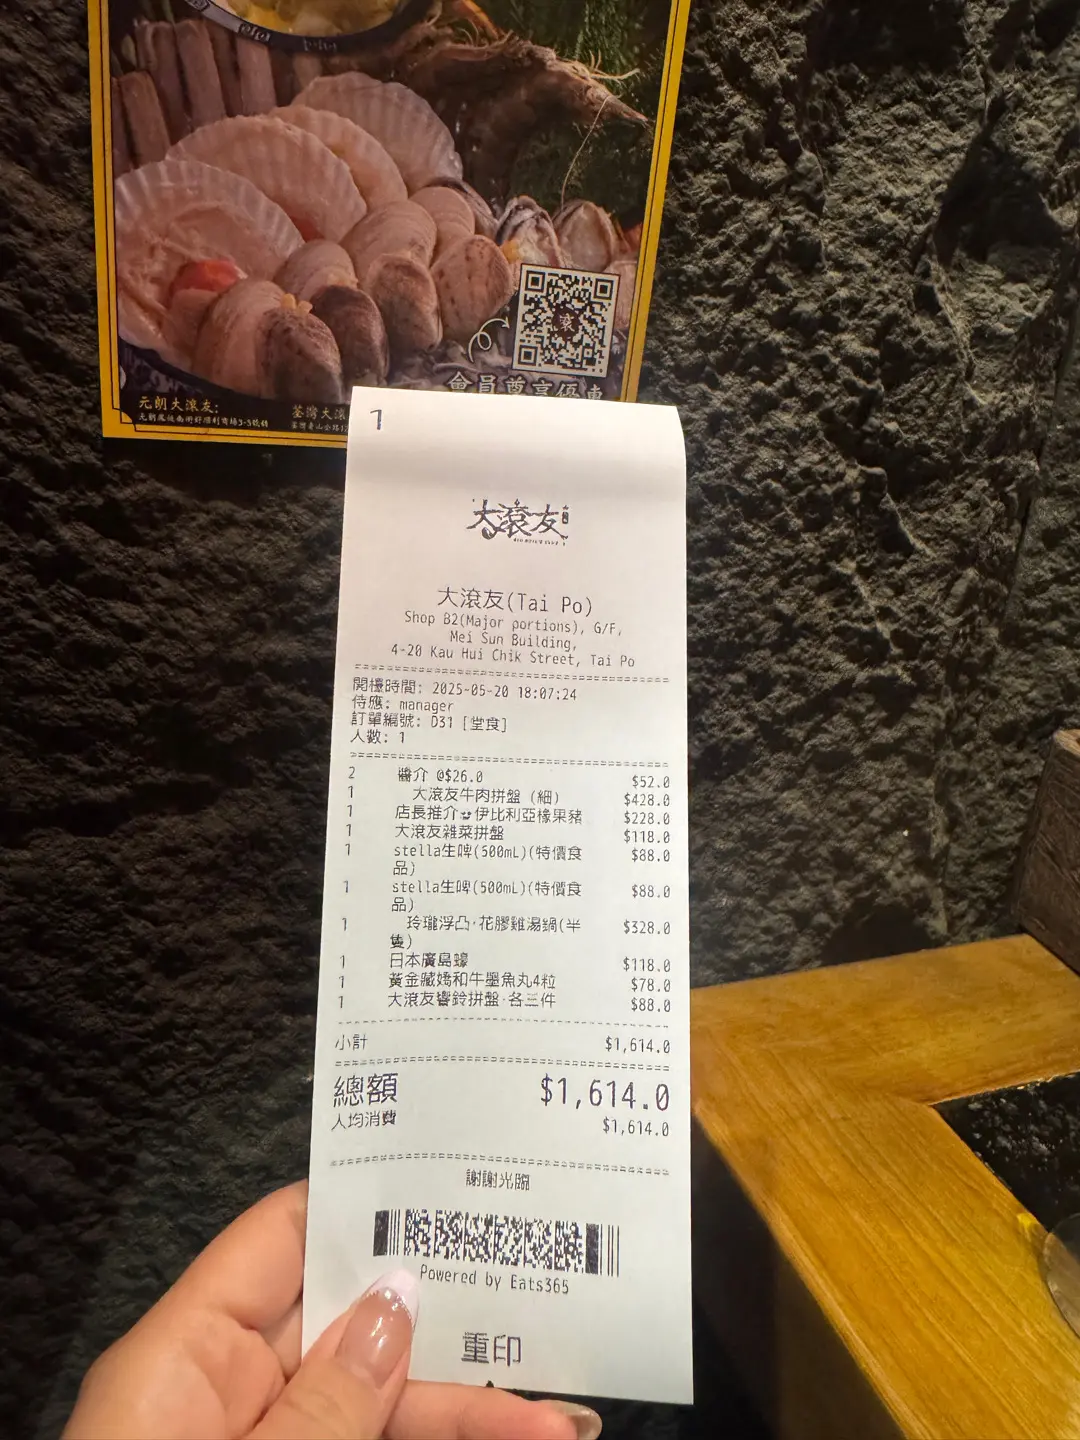 會員尊享優惠
元朗大滾友:
荃灣大滾
1
大滾友
大滾友(Tai Po)
Shop B2(Major portions), G/F,
Mei Sun Building,
4-20 Kau Hui Chik Street, Tai Po
開檯時間: 2025-05-20 18:07:24
侍應: manager
訂單編號: D31 [堂食]
人數: 1
2 醬介 @$26.0 $52.0
1 大滾友牛肉拼盤 (細) $428.0
1 店長推介 伊比利亞橡果豬 $228.0
1 大滾友雜菜拼盤 $118.0
1 stella生啤(500mL)(特價食 $88.0
品)
1 stella生啤(500mL)(特價食 $88.0
品)
1 玲瓏浮凸·花膠雞湯鍋(半 $328.0
隻)
1 日本廣島蠔 $118.0
1 黃金藏嬌和牛墨魚丸4粒 $78.0
1 大滾友響鈴拼盤·各三件 $88.0
小計 $1,614.0
總額 $1,614.0
人均消費 $1,614.0
謝謝光臨
Powered by Eats365
重印